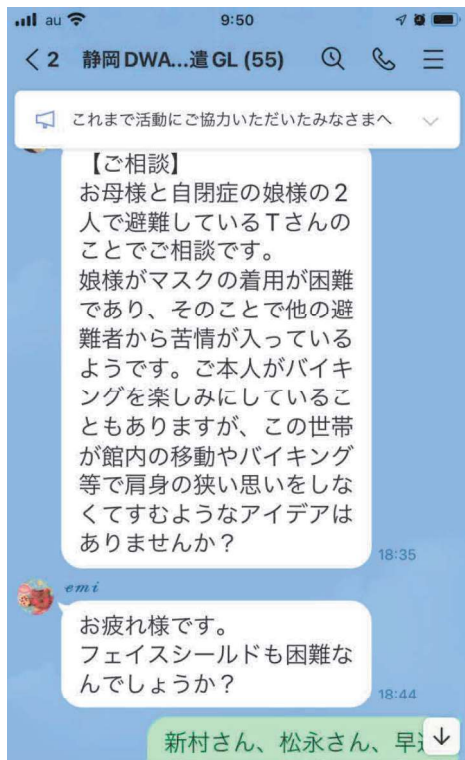 au
9:50
2 静岡DWA...遣GL (55)
これまで活動にご協力いただいたみなさまへ
【ご相談】
お母様と自閉症の娘様の2
人で避難しているTさんの
ことでご相談です。
娘様がマスクの着用が困難
であり、そのことで他の避
難者から苦情が入っている
ようです。ご本人がバイキ
ングを楽しみにしているこ
ともありますが、この世帯
が館内の移動やバイキング
等で肩身の狭い思いをしな
くてすむようなアイデアは
ありませんか？
18:35
emi
お疲れ様です。
フェイスシールドも困難な
んでしょうか？
18:44
新村さん、松永さん、早